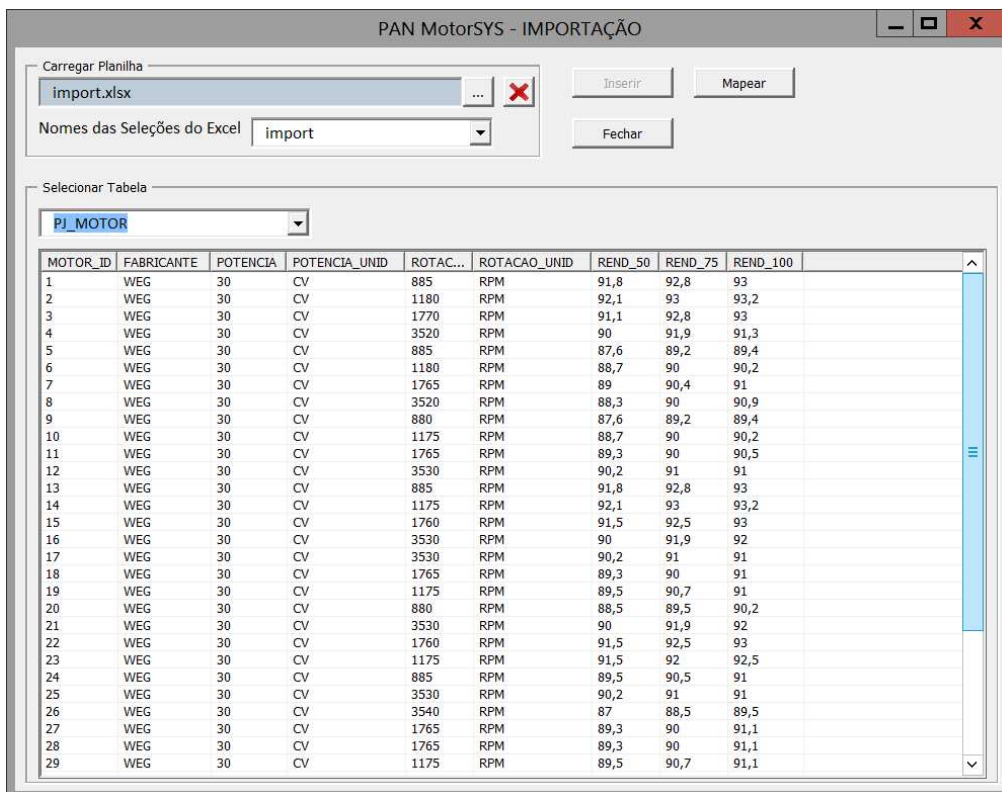 PAN MotorSYS - IMPORTAÇÃO
Carregar Planilha
import.xlsx ... Inserir Mapear
Nomes das Seleções do Excel import Fechar
Selecionar Tabela
PJ_MOTOR
MOTOR_ID FABRICANTE POTENCIA POTENCIA_UNID ROTAC... ROTACAO_UNID REND_50 REND_75 REND_100
1 WEG 30 CV 885 RPM 91,8 92,8 93
2 WEG 30 CV 1180 RPM 92,1 93 93,2
3 WEG 30 CV 1770 RPM 91,1 92,8 93
4 WEG 30 CV 3520 RPM 90 91,9 91,3
5 WEG 30 CV 885 RPM 87,6 89,2 89,4
6 WEG 30 CV 1180 RPM 88,7 90 90,2
7 WEG 30 CV 1765 RPM 89 90,4 91
8 WEG 30 CV 3520 RPM 88,3 90 90,9
9 WEG 30 CV 880 RPM 87,6 89,2 89,4
10 WEG 30 CV 1175 RPM 88,7 90 90,2
11 WEG 30 CV 1765 RPM 89,3 90 90,5
12 WEG 30 CV 3530 RPM 90,2 91 91
13 WEG 30 CV 885 RPM 91,8 92,8 93
14 WEG 30 CV 1175 RPM 92,1 93 93,2
15 WEG 30 CV 1760 RPM 91,5 92,5 93
16 WEG 30 CV 3530 RPM 90 91,9 92
17 WEG 30 CV 3530 RPM 90,2 91 91
18 WEG 30 CV 1765 RPM 89,3 90 91
19 WEG 30 CV 1175 RPM 89,5 90,7 91
20 WEG 30 CV 880 RPM 88,5 89,5 90,2
21 WEG 30 CV 3530 RPM 90 91,9 92
22 WEG 30 CV 1760 RPM 91,5 92,5 93
23 WEG 30 CV 1175 RPM 91,5 92 92,5
24 WEG 30 CV 885 RPM 89,5 90,5 91
25 WEG 30 CV 3530 RPM 90,2 91 91
26 WEG 30 CV 3540 RPM 87 88,5 89,5
27 WEG 30 CV 1765 RPM 89,3 90 91,1
28 WEG 30 CV 1765 RPM 89,3 90 91,1
29 WEG 30 CV 1175 RPM 89,5 90,7 91,1